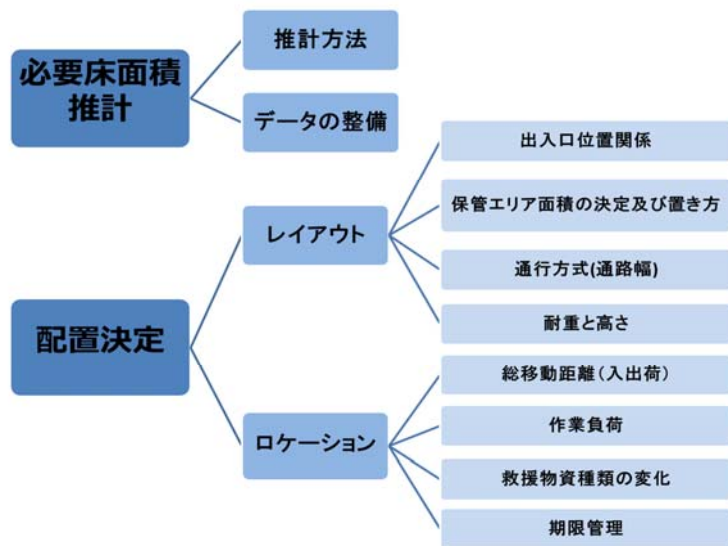 必要床面積
推計
推計方法
データの整備
配置決定
レイアウト
出入口位置関係
保管エリア面積の決定及び置き方
通行方式(通路幅)
耐重と高さ
ロケーション
総移動距離(入出荷)
作業負荷
救援物資種類の変化
期限管理